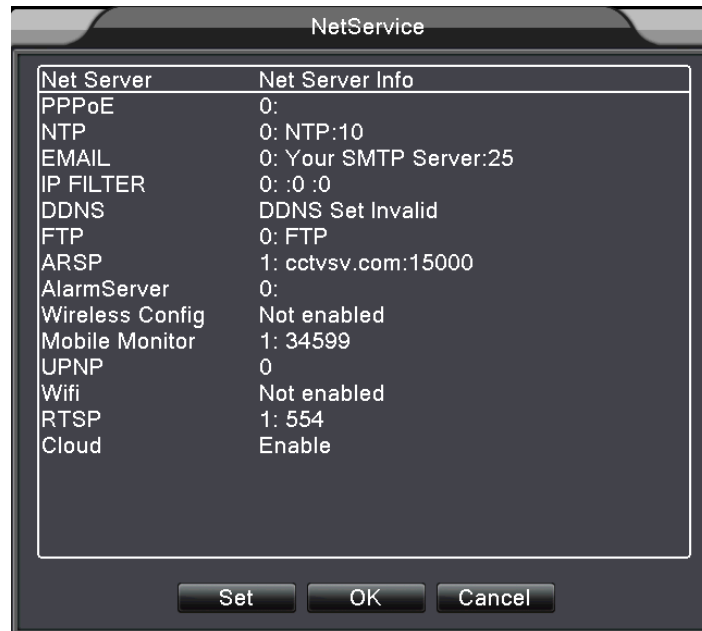 NetService
Net Server Net Server Info
PPPoE 0:
NTP 0: NTP:10
EMAIL 0: Your SMTP Server:25
IP FILTER 0: :0 :0
DDNS DDNS Set Invalid
FTP 0: FTP
ARSP 1: cctvsv.com:15000
AlarmServer 0:
Wireless Config Not enabled
Mobile Monitor 1: 34599
UPNP 0
Wifi Not enabled
RTSP 1: 554
Cloud Enable
Set OK Cancel